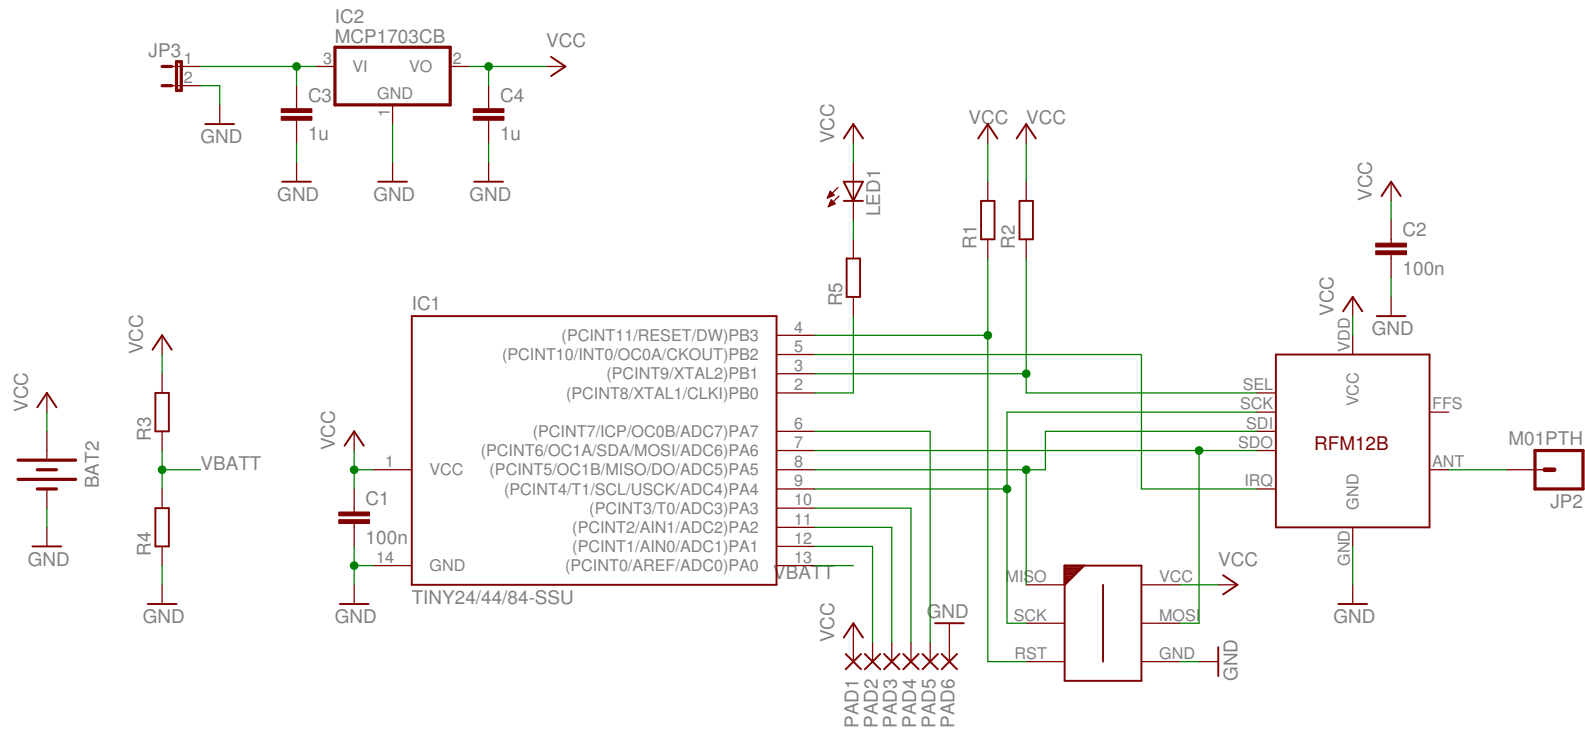 IC2
MCP1703CB
JP3
1
2
3
VI
VO
2
GND
1
VCC
C3
1u
C4
1u
GND
GND
GND
GND
VCC
LED1
R5
VCC
VCC
R1
R2
VCC
C2
100n
GND
VCC
BAT2
GND
VCC
R3
VBATT
R4
GND
VCC
C1
100n
GND
IC1
1
VCC
14
GND
(PCINT11/RESET/DW)PB3
4
(PCINT10/INT0/OC0A/CKOUT)PB2
5
(PCINT9/XTAL2)PB1
3
(PCINT8/XTAL1/CLKI)PB0
2
(PCINT7/ICP/OC0B/ADC7)PA7
6
(PCINT6/OC1A/SDA/MOSI/ADC6)PA6
7
(PCINT5/OC1B/MISO/DO/ADC5)PA5
8
(PCINT4/T1/SCL/USCK/ADC4)PA4
9
(PCINT3/T0/ADC3)PA3
10
(PCINT2/AIN1/ADC2)PA2
11
(PCINT1/AIN0/ADC1)PA1
12
(PCINT0/AREF/ADC0)PA0
13
VBATT
TINY24/44/84-SSU
VCC
GND
PAD1
PAD2
PAD3
PAD4
PAD5
PAD6
MISO
SCK
RST
VCC
MOSI
GND
VCC
GND
VCC
VDD
SEL
SCK
SDI
SDO
IRQ
VCC
RFM12B
GND
FFS
ANT
GND
GND
M01PTH
JP2